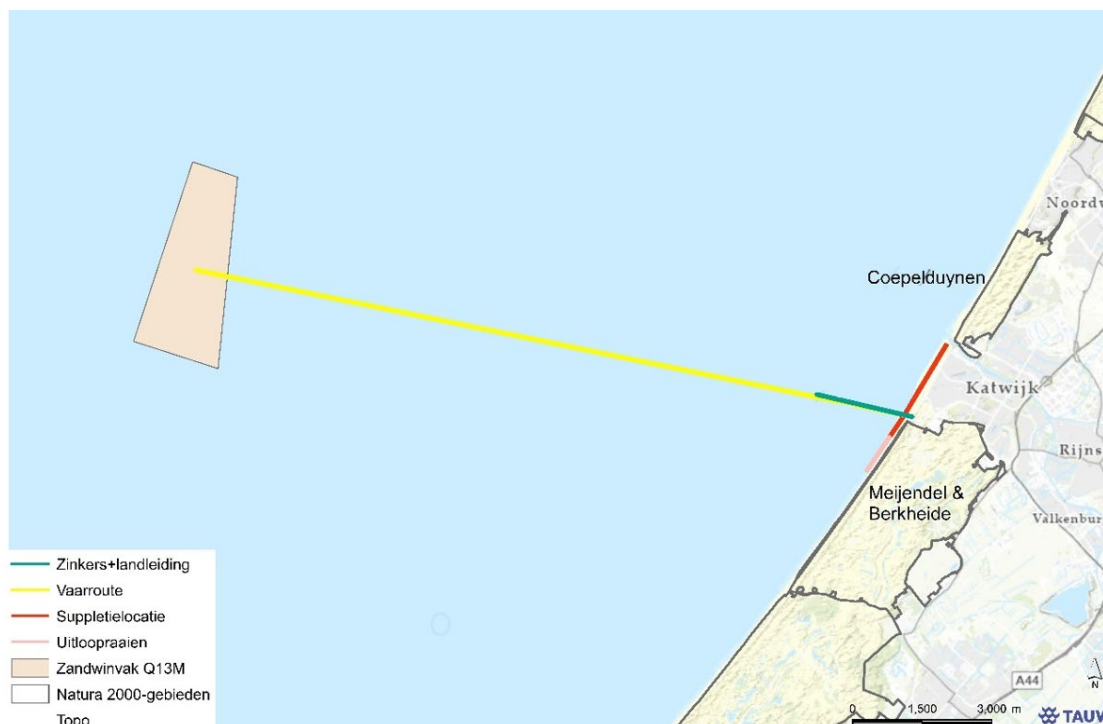 Noordw
Coepelduynen
Katwijk
Rijns
Meijendel &
Berkheide
Valkenbur
Zinkers+landleiding
Vaarroute
Suppletielocatie
Uitloopraaien
Zandwinvak Q13M
Natura 2000-gebieden
Topo
A44
N
0 1,500 3,000 m
TAUW